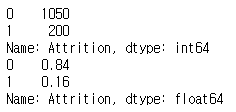 0    1050
1     200
Name: Attrition, dtype: int64
0    0.84
1    0.16
Name: Attrition, dtype: float64